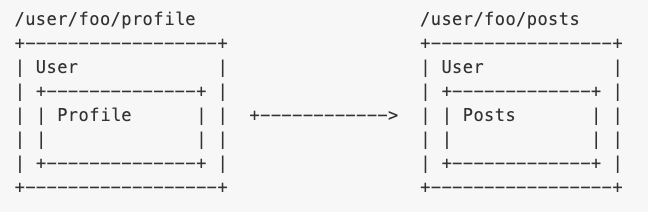 /user/foo/profile                     /user/foo/posts
+------------------+                  +-----------------+
| User             |                  | User            |
| +--------------+ |                  | +-------------+ |
| | Profile      | |  +------------>  | | Posts       | |
| |              | |                  | |             | |
| +--------------+ |                  | +-------------+ |
+------------------+                  +-----------------+